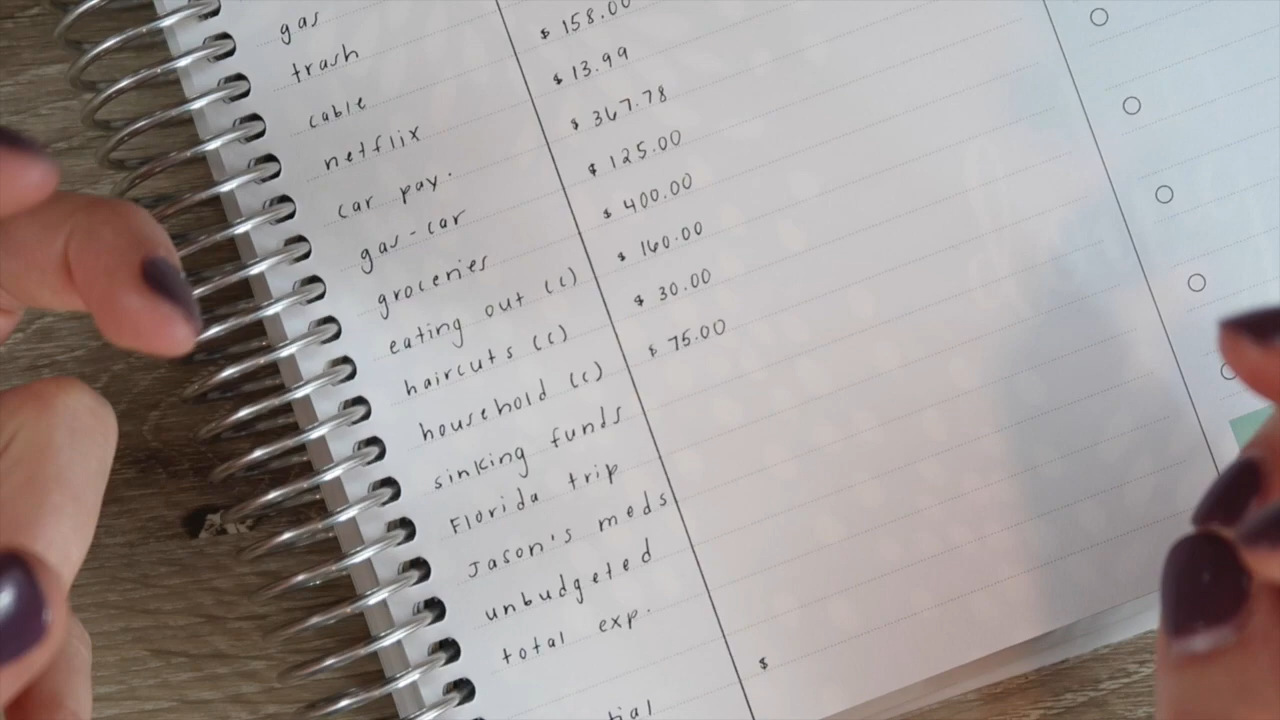 gas
trash
cable $158.00
netflix $13.99
car pay. $367.78
gas-car $125.00
groceries $400.00
eating out (c) $160.00
haircuts (c) $30.00
household (c) $75.00
sinking funds
Florida trip
Jason's meds
unbudgeted
total exp.
$